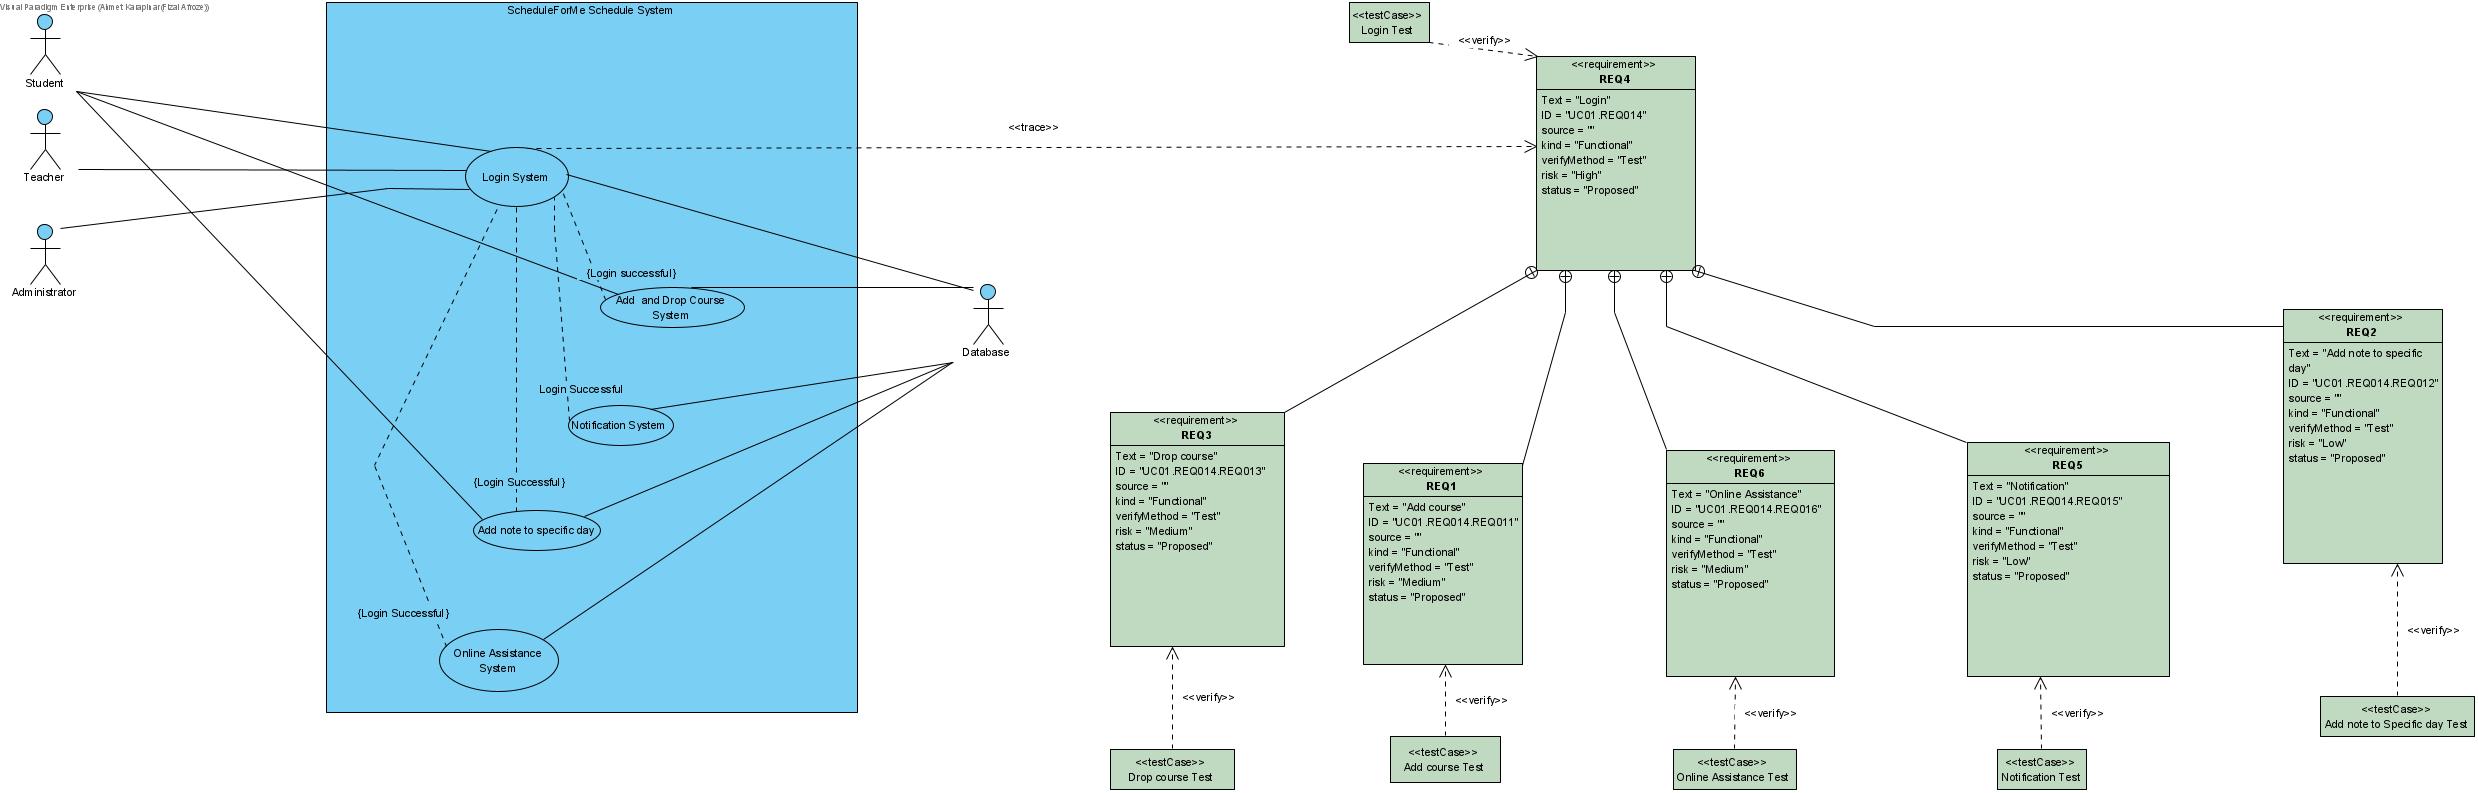 Visual Paradigm Enterprise (Ahmet Karapinar(Fizal Afroze))
Student
Teacher
Administrator
ScheduleForMe Schedule System
Login System
{Login successful}
Add  and Drop Course
System
Login Successful
Notification System
{Login Successful}
Add note to specific day
{Login Successful}
Online Assistance
System
Database
<<trace>>
<<testCase>>
Login Test
<<verify>>
<<requirement>>
REQ4
Text = "Login"
ID = "UC01.REQ014"
source = ""
kind = "Functional"
verifyMethod = "Test"
risk = "High"
status = "Proposed"
<<requirement>>
REQ3
Text = "Drop course"
ID = "UC01.REQ014.REQ013"
source = ""
kind = "Functional"
verifyMethod = "Test"
risk = "Medium"
status = "Proposed"
<<verify>>
<<testCase>>
Drop course Test
<<requirement>>
REQ1
Text = "Add course"
ID = "UC01.REQ014.REQ011"
source = ""
kind = "Functional"
verifyMethod = "Test"
risk = "Medium"
status = "Proposed"
<<verify>>
<<testCase>>
Add course Test
<<requirement>>
REQ6
Text = "Online Assistance"
ID = "UC01.REQ014.REQ016"
source = ""
kind = "Functional"
verifyMethod = "Test"
risk = "Medium"
status = "Proposed"
<<verify>>
<<testCase>>
Online Assistance Test
<<requirement>>
REQ5
Text = "Notification"
ID = "UC01.REQ014.REQ015"
source = ""
kind = "Functional"
verifyMethod = "Test"
risk = "Low"
status = "Proposed"
<<verify>>
<<testCase>>
Notification Test
<<requirement>>
REQ2
Text = "Add note to specific
day"
ID = "UC01.REQ014.REQ012"
source = ""
kind = "Functional"
verifyMethod = "Test"
risk = "Low"
status = "Proposed"
<<verify>>
<<testCase>>
Add note to Specific day Test